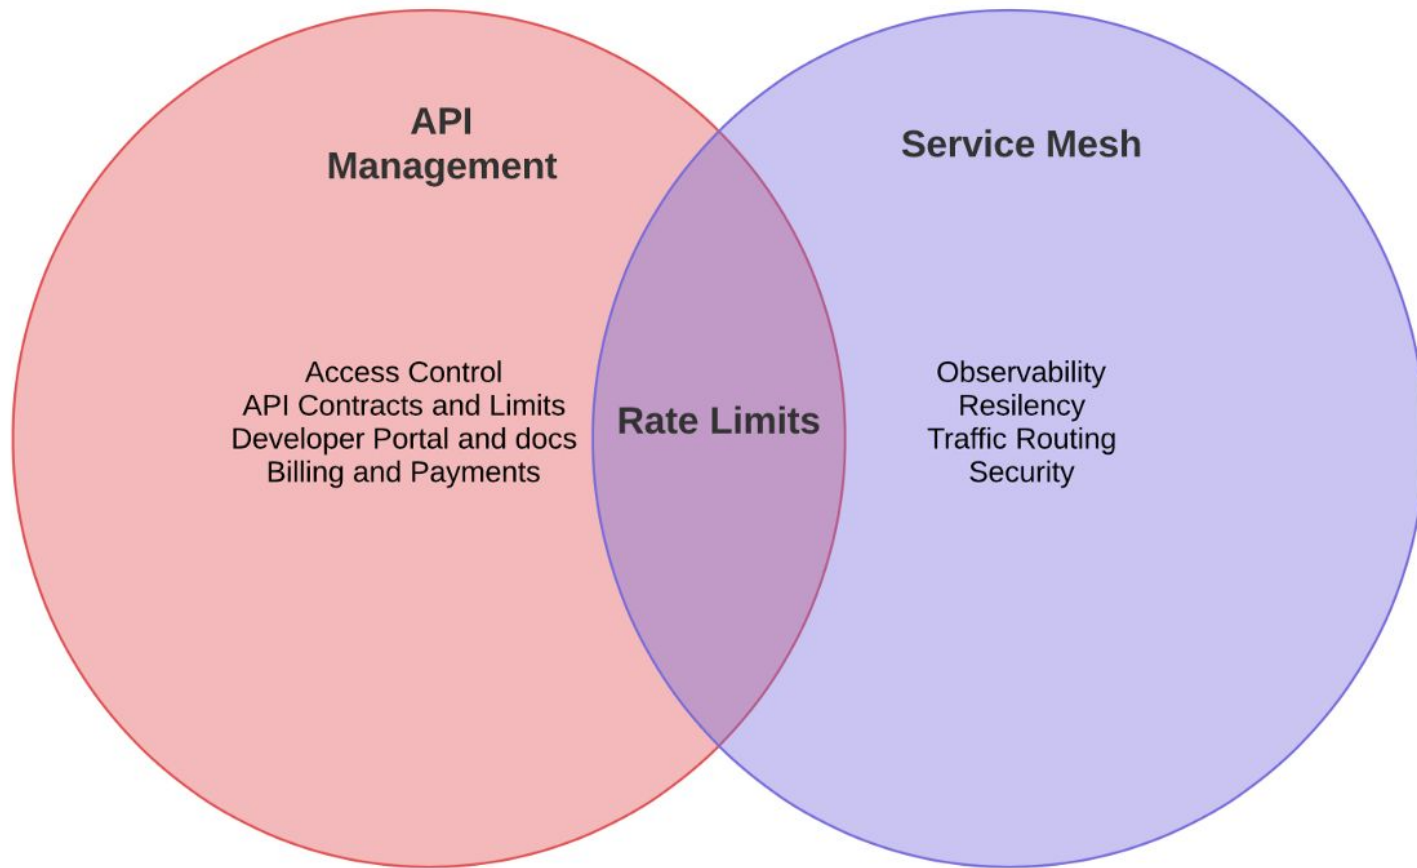 API
Management
Service Mesh
Access Control
API Contracts and Limits
Developer Portal and docs
Billing and Payments
Rate Limits
Observability
Resilency
Traffic Routing
Security